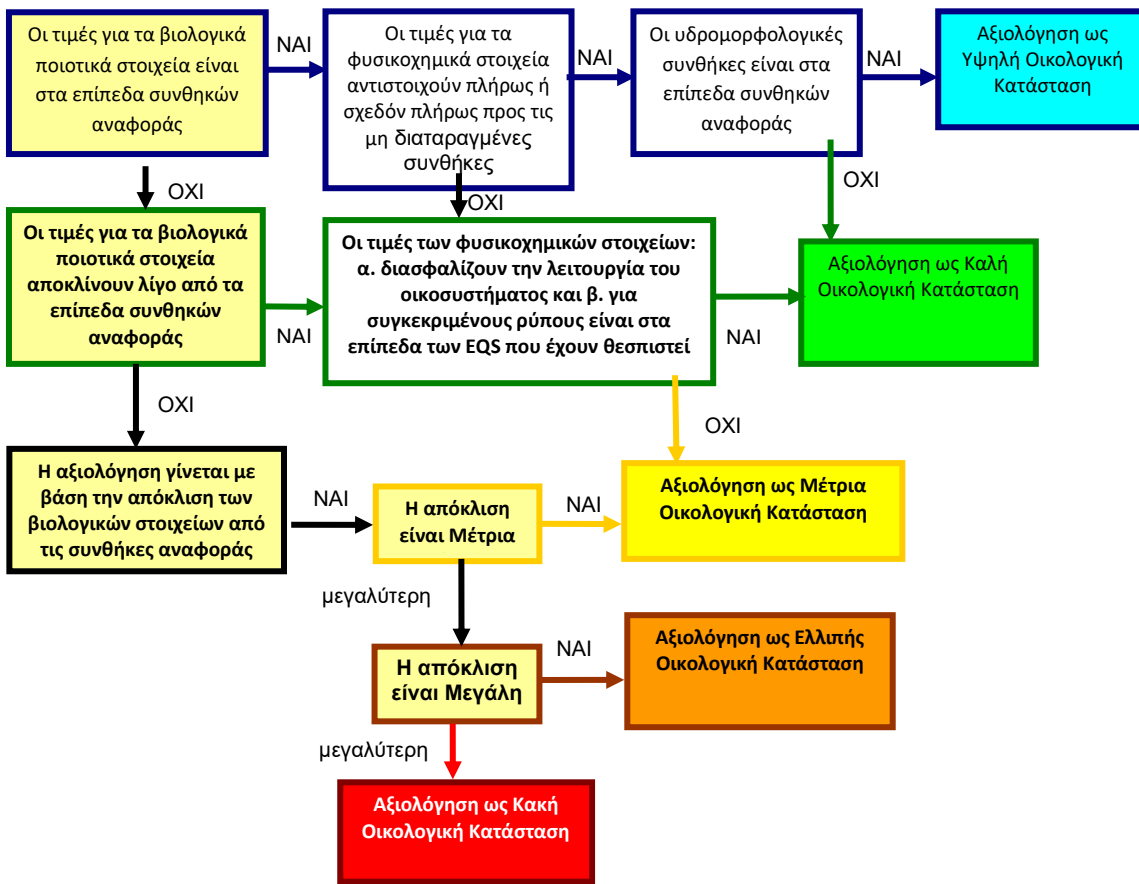 Οι τιμές για τα βιολογικά
ποιοτικά στοιχεία είναι
στα επίπεδα συνθηκών
αναφοράς
ΝΑΙ
Οι τιμές για τα
φυσικοχημικά στοιχεία
αντιστοιχούν πλήρως ή
σχεδόν πλήρως προς τις
μη διαταραγμένες
συνθήκες
ΝΑΙ
Οι υδρομορφολογικές
συνθήκες είναι στα
επίπεδα συνθηκών
αναφοράς
ΝΑΙ
Αξιολόγηση ως
Υψηλή Οικολογική
Κατάσταση
ΟΧΙ
ΟΧΙ
ΟΧΙ
Οι τιμές για τα βιολογικά
ποιοτικά στοιχεία
αποκλίνουν λίγο από τα
επίπεδα συνθηκών
αναφοράς
ΝΑΙ
Οι τιμές των φυσικοχημικών στοιχείων:
α. διασφαλίζουν την λειτουργία του
οικοσυστήματος και β. για
συγκεκριμένους ρύπους είναι στα
επίπεδα των EQS που έχουν θεσπιστεί
ΝΑΙ
Αξιολόγηση ως Καλή
Οικολογική Κατάσταση
ΟΧΙ
ΟΧΙ
Η αξιολόγηση γίνεται με
βάση την απόκλιση των
βιολογικών στοιχείων από
τις συνθήκες αναφοράς
ΝΑΙ
Η απόκλιση
είναι Μέτρια
ΝΑΙ
Αξιολόγηση ως Μέτρια
Οικολογική Κατάσταση
μεγαλύτερη
Η απόκλιση
είναι Μεγάλη
ΝΑΙ
Αξιολόγηση ως Ελλιπής
Οικολογική Κατάσταση
μεγαλύτερη
Αξιολόγηση ως Κακή
Οικολογική Κατάσταση